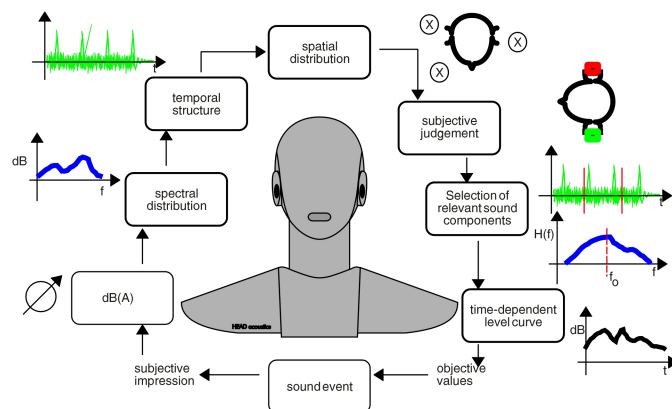 spatial
distribution
X
X
X
t
temporal
structure
subjective
judgement
dB
f
spectral
distribution
Selection of
relevant sound
components
t
H(f)
f
fo
dB(A)
HEAD acoustics
time-dependent
level curve
dB
t
subjective
impression
sound event
objective
values